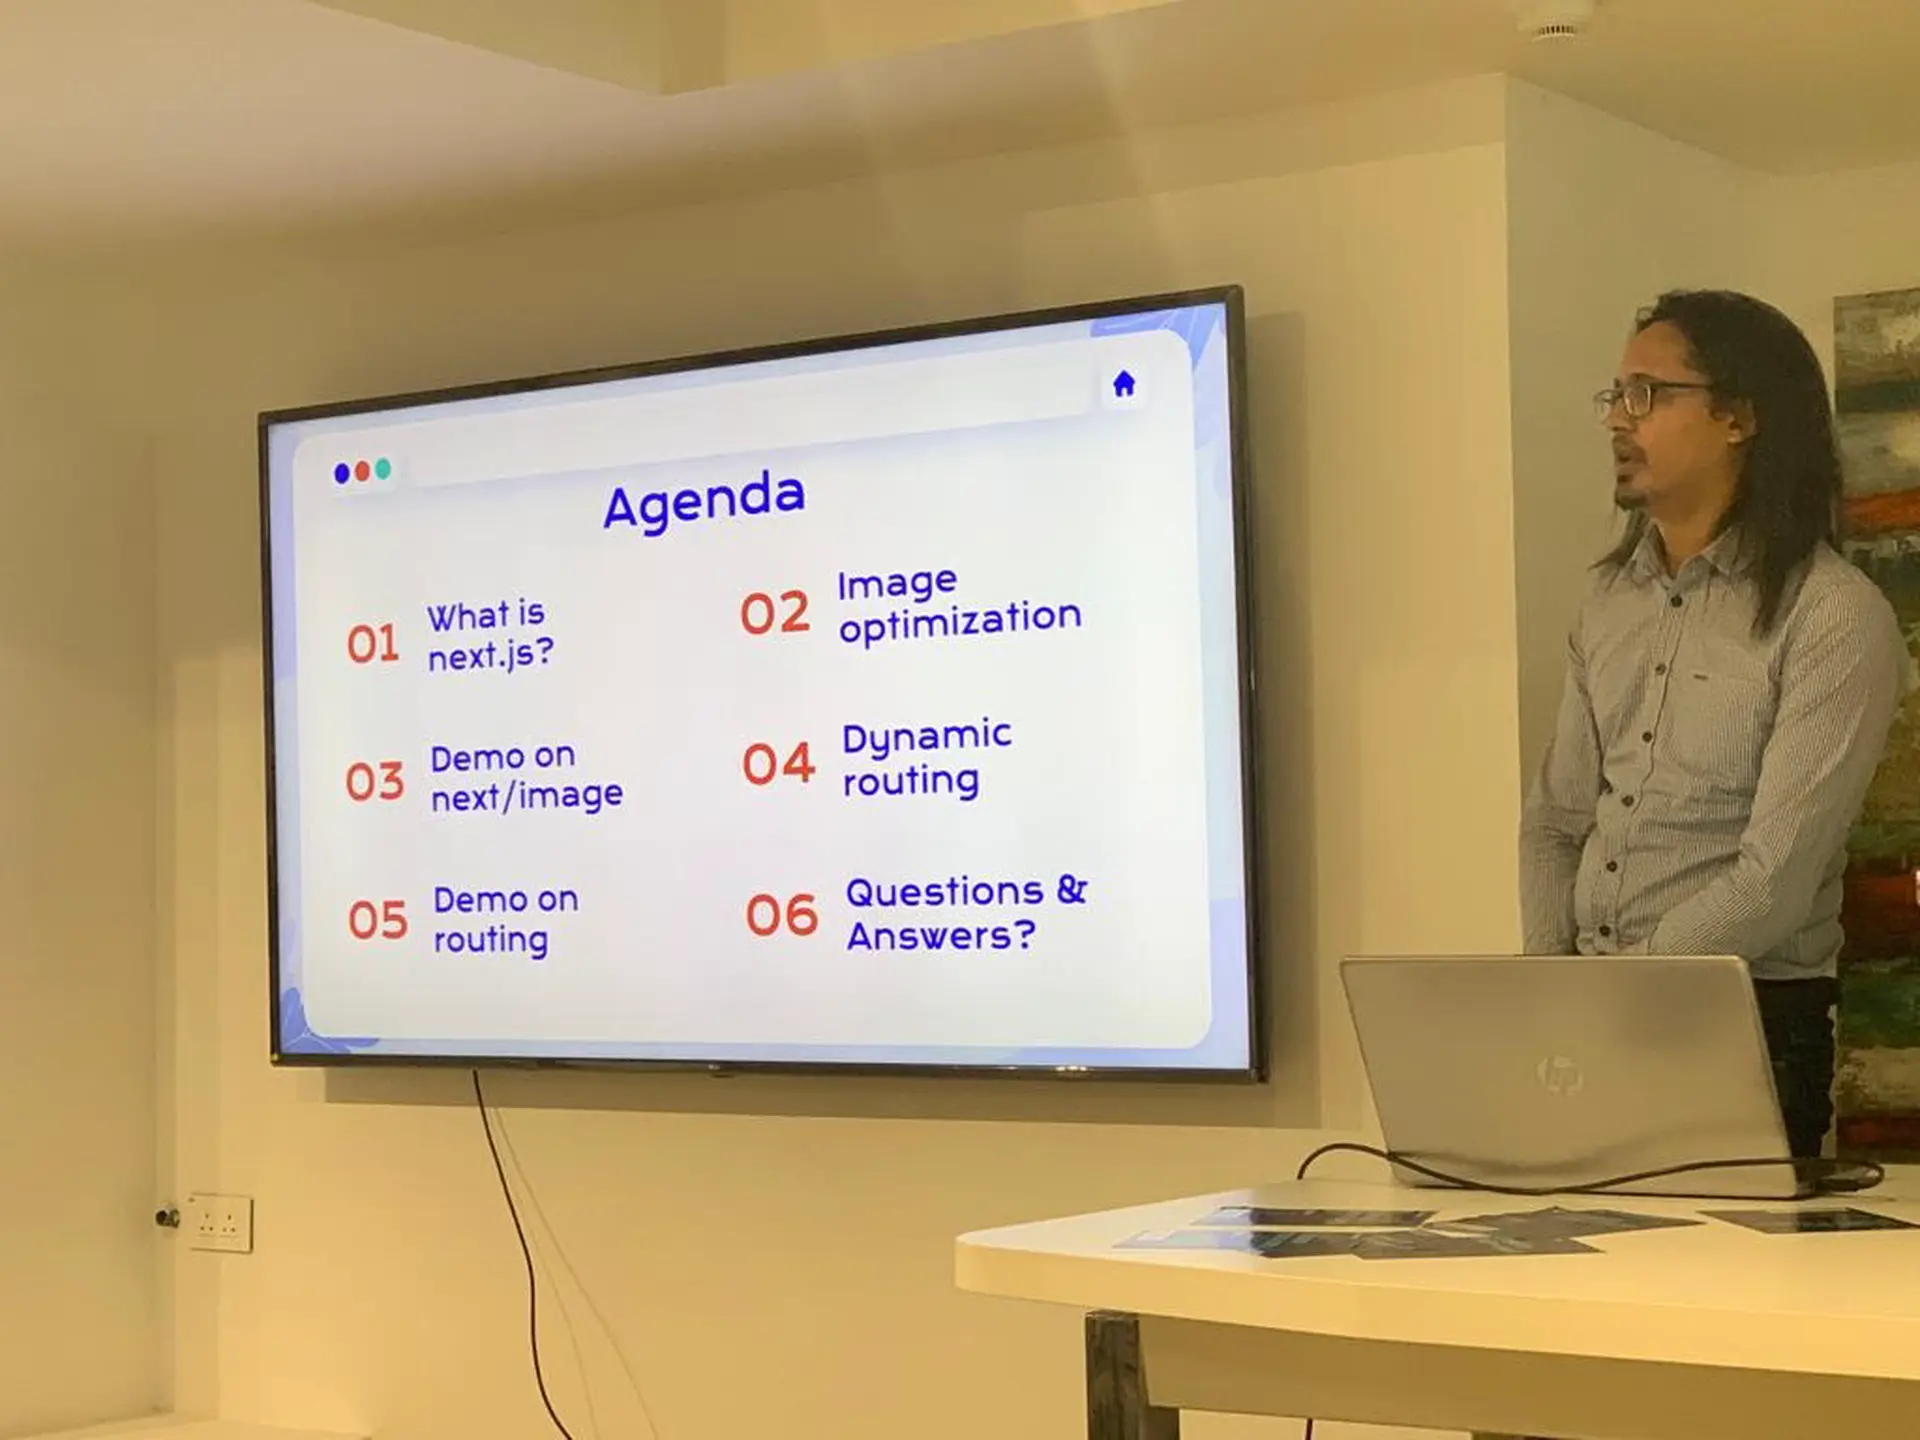 Agenda
01 What is
next.js?
02 Image
optimization
03 Demo on
next/image
04 Dynamic
routing
05 Demo on
routing
06 Questions &
Answers?
hp